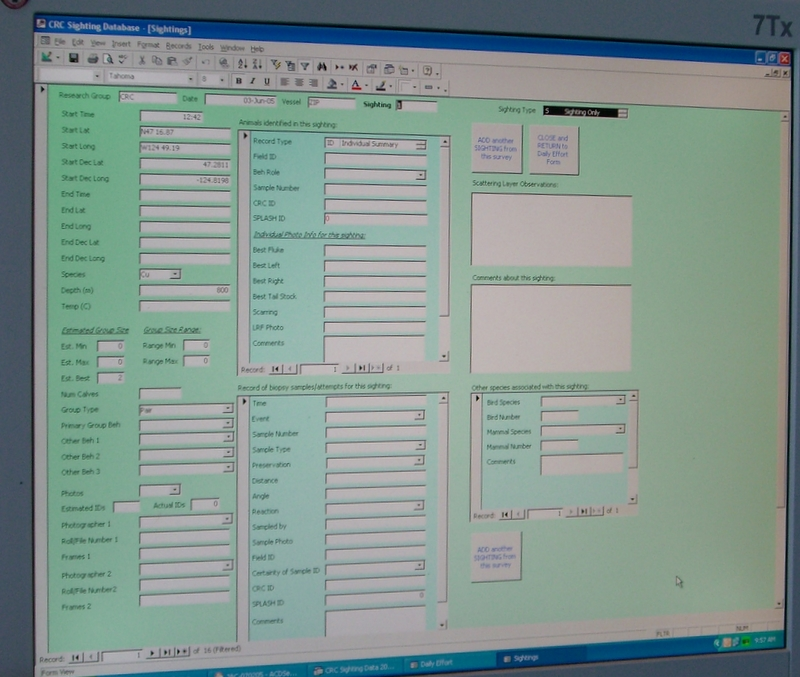 7Tx
CRC Sighting Database - [Sightings]
File Edit View Insert Format Records Tools Window Help
Tahoma 8 B I U
Research Group CRC Date 03-Jun-05 Vessel ZIP Sighting Sighting Type S Sighting Only
Start Time 12:42
Start Lat N47 16.87
Start Long W124 49.19
Start Dec Lat 47.2811
Start Dec Long -124.8198
End Time
End Lat
End Long
End Dec Lat
End Dec Long
Species Cu
Depth (m) 800
Temp (C)
Estimated Group Size Group Size Range:
Est. Min 0 Range Min 0
Est. Max 0 Range Max 0
Est. Best 2
Num Calves
Group Type Pair
Primary Group Beh
Other Beh 1
Other Beh 2
Other Beh 3
Photos
Estimated IDs Actual IDs 0
Photographer 1
Roll/File Number 1
Frames 1
Photographer 2
Roll/File Number2
Frames 2
Animals identified in this sighting:
Record Type ID Individual Summary
Field ID
Beh Role
Sample Number
CRC ID
SPLASH ID 0
Individual Photo Info for the sighting:
Best Fluke
Best Left
Best Right
Best Tail Stock
Scarring
LRF Photo
Comments
Record: 1 of 1
Record of biopsy samples/attempts for this sighting:
Time
Event
Sample Number
Sample Type
Preservation
Distance
Angle
Reaction
Sampled by
Sample Photo
Field ID
Certainty of Sample ID
CRC ID
SPLASH ID 0
Comments
ADD another
SIGHTING from
this survey
CLOSE and
RETURN to
Daily Effort
Form
Scattering Layer Observations:
Comments about this sighting:
Other species associated with this sighting:
Bird Species
Bird Number
Mammal Species
Mammal Number
Comments
Record: 1 of 1
ADD another
SIGHTING from
this survey
Record: 1 of 16 (Filtered)
Form View FLTR NUM
CRC Sighting Data 20... Daily Effort Sightings 9:57 AM